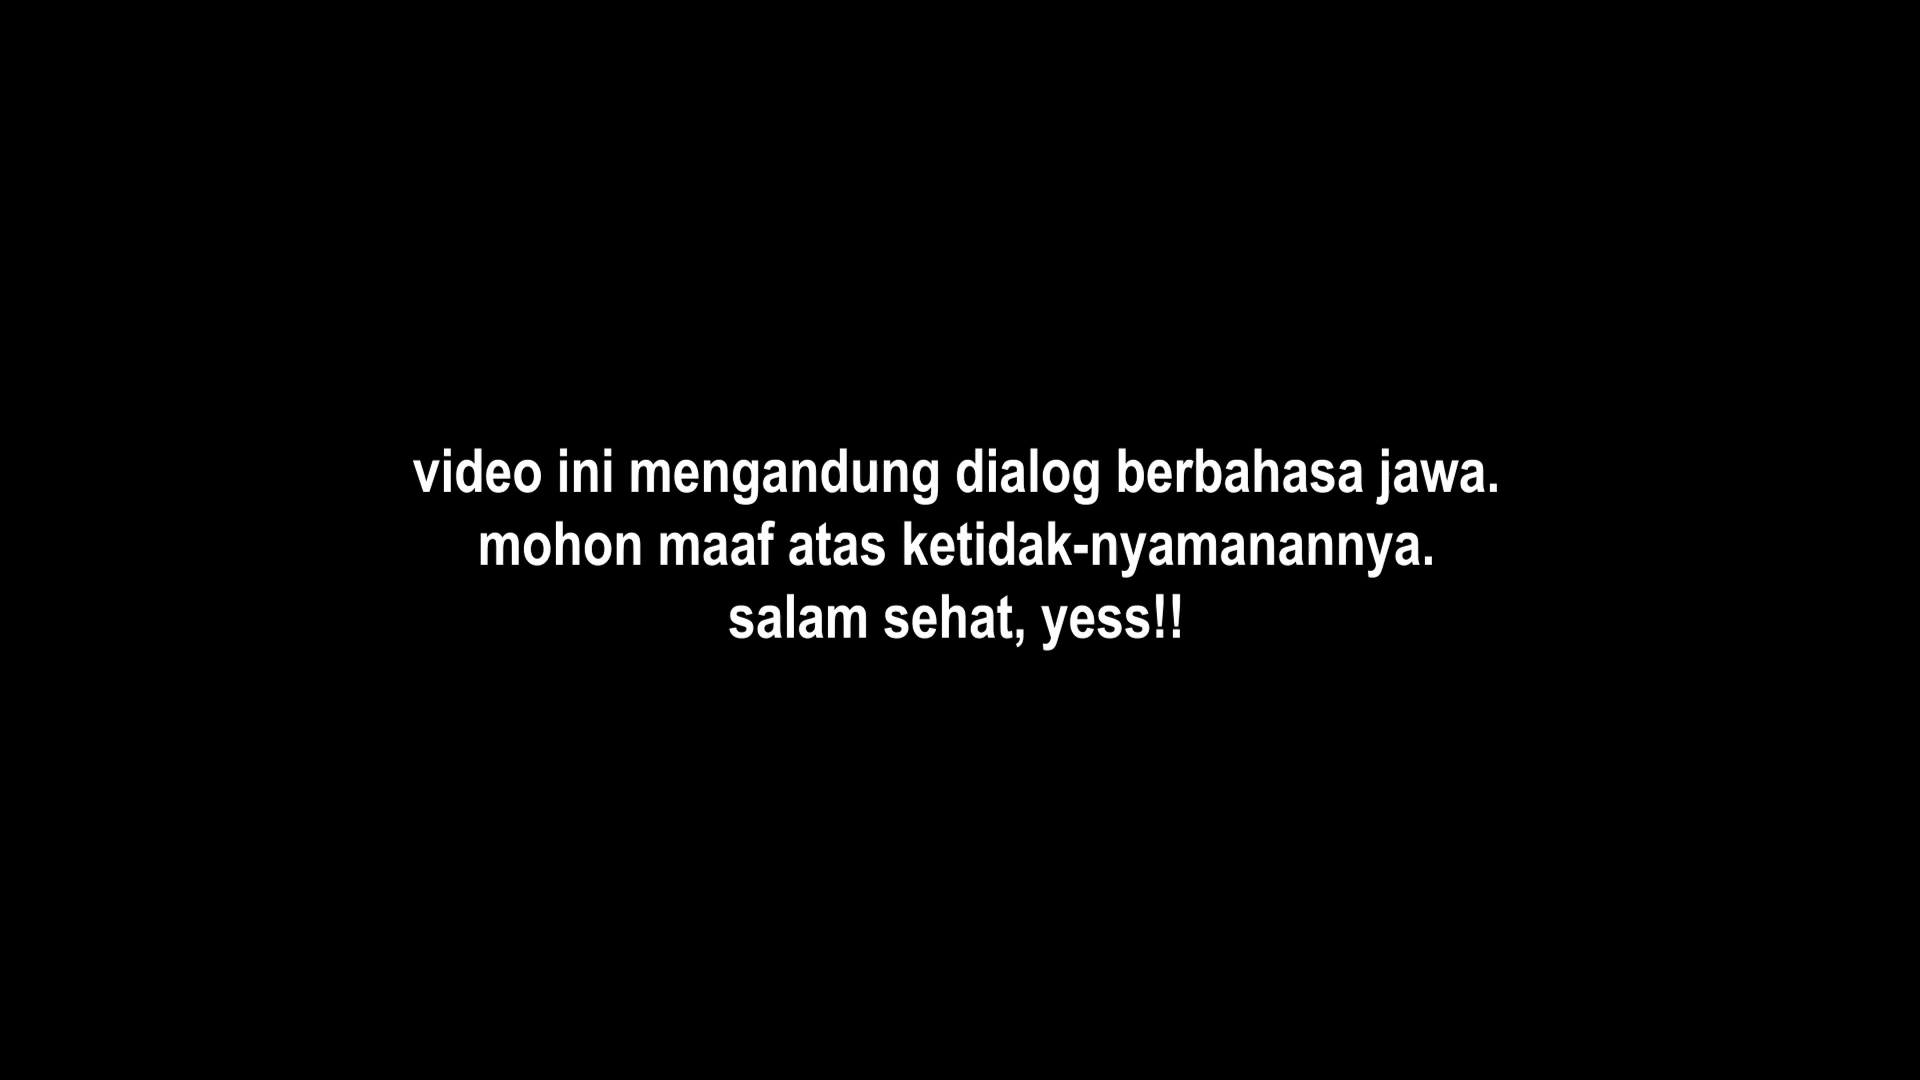 video ini mengandung dialog berbahasa jawa.
mohon maaf atas ketidak-nyamanannya.
salam sehat, yess!!